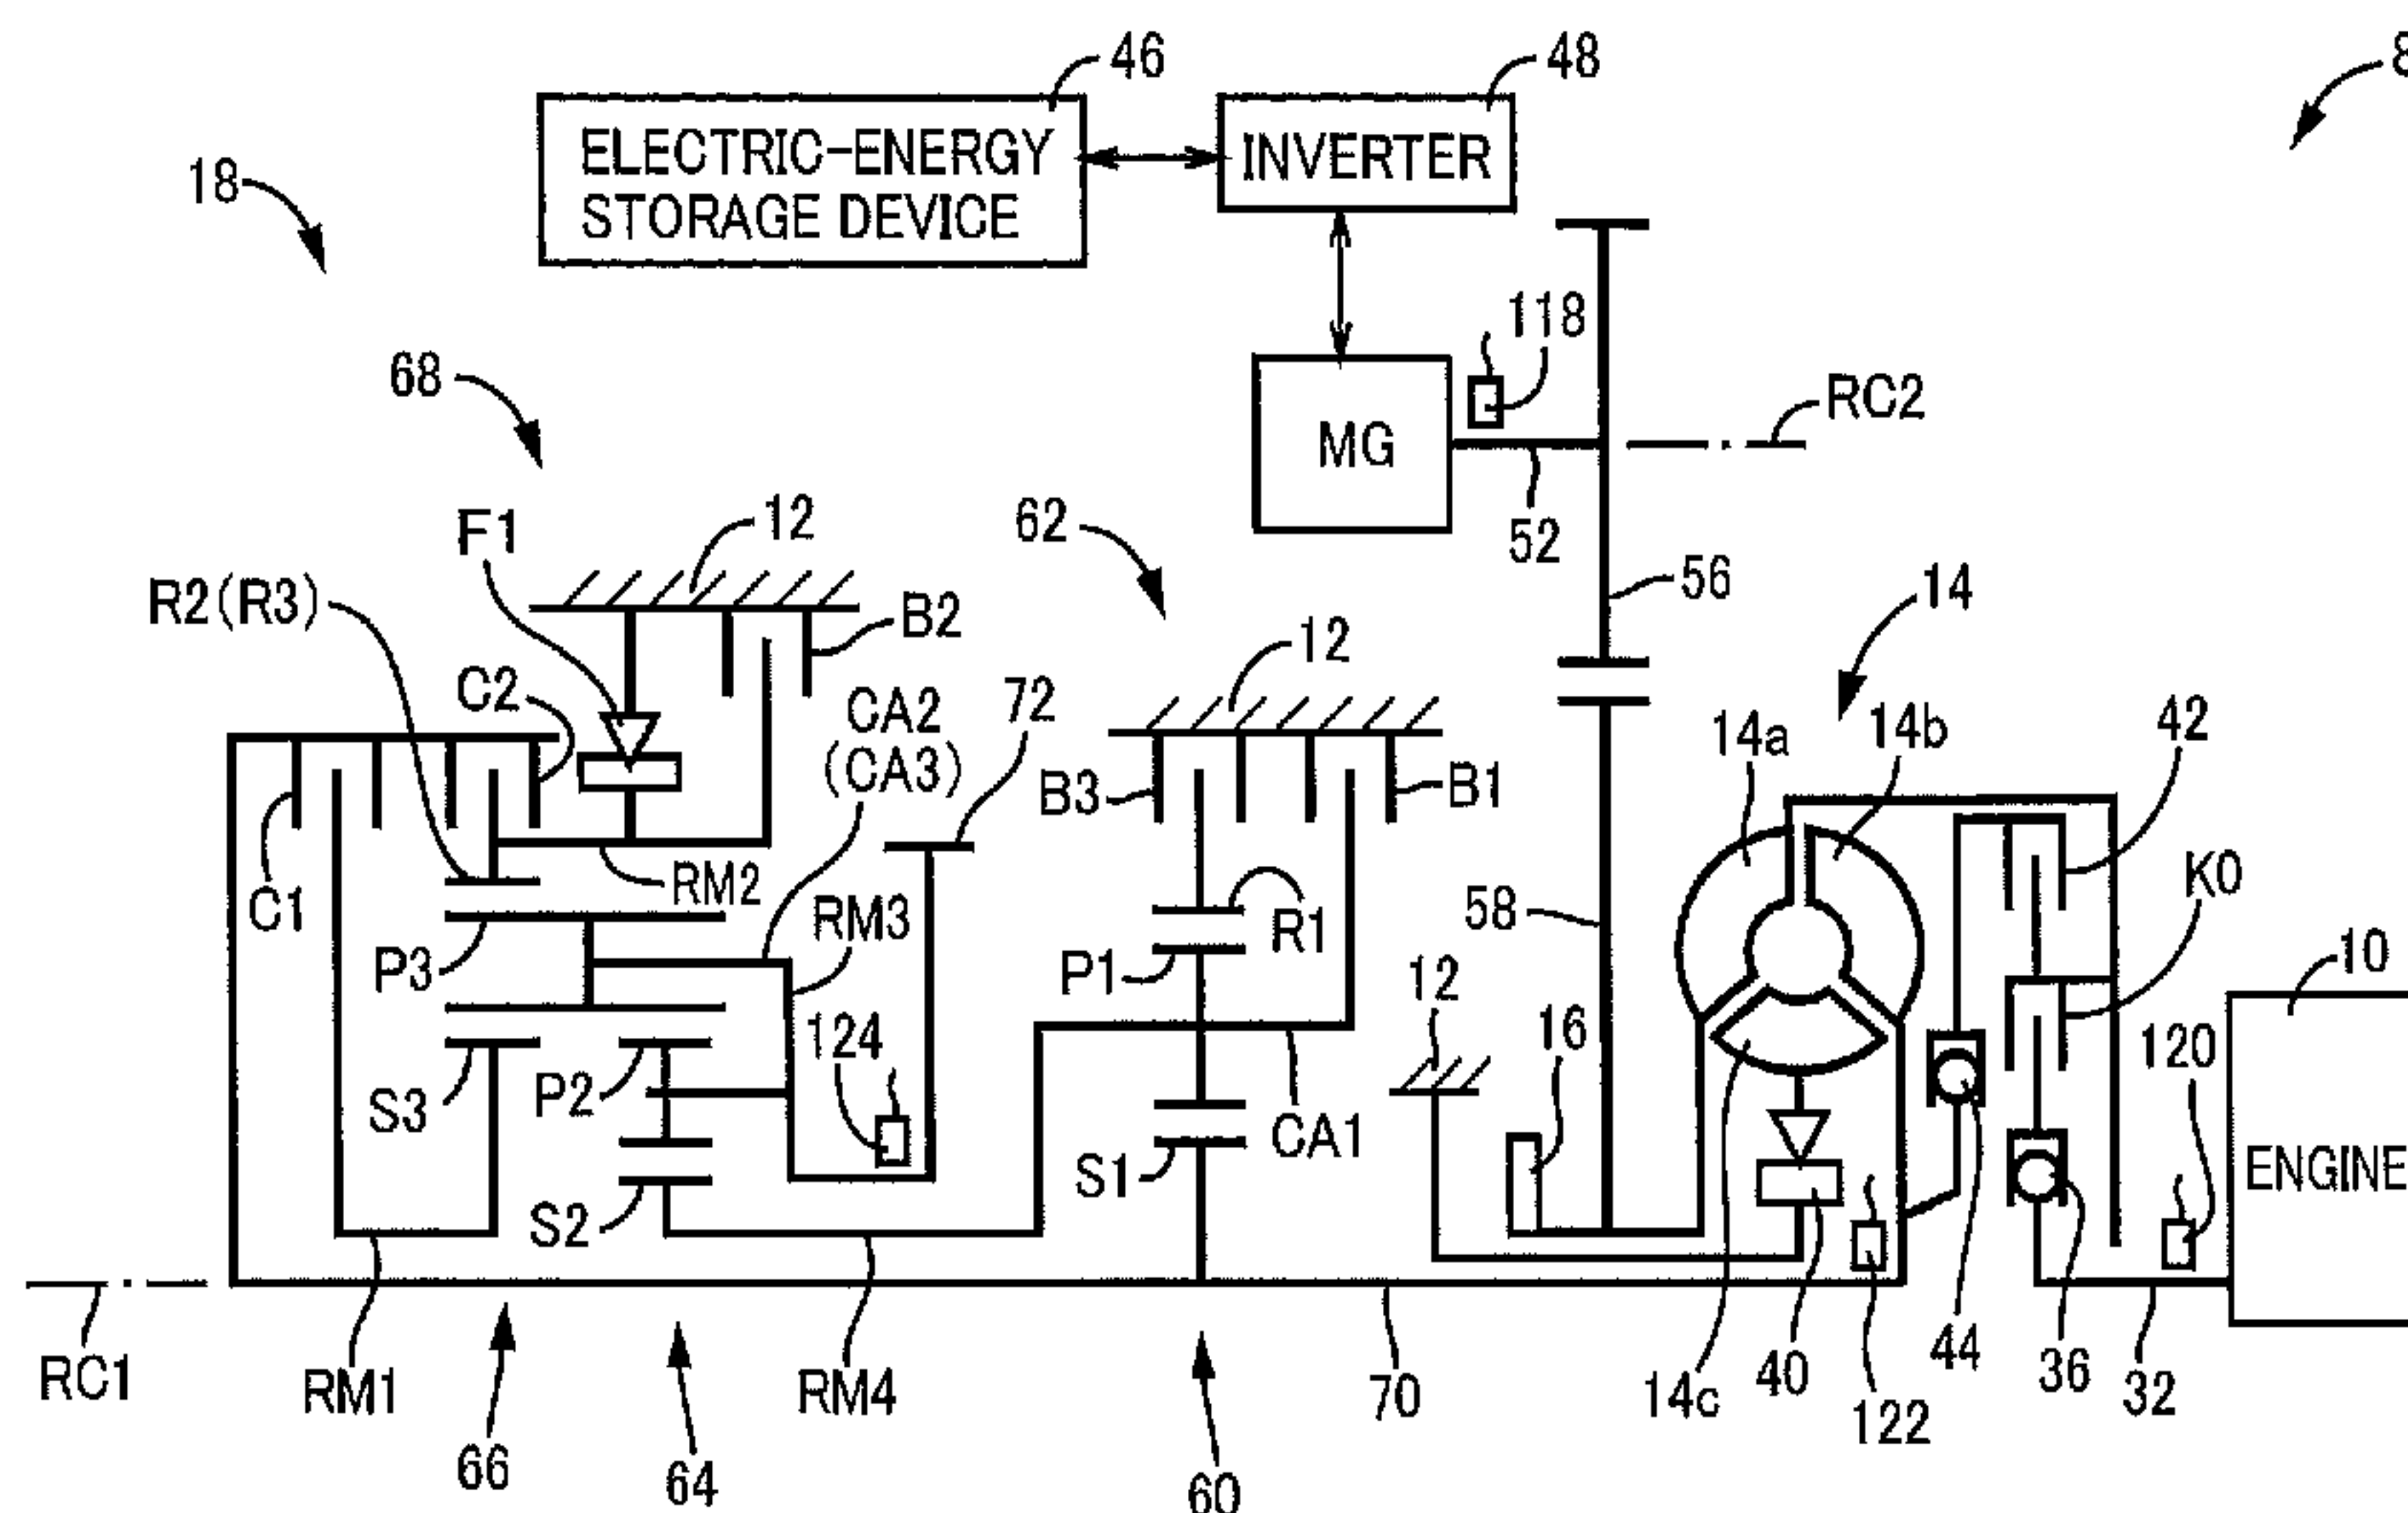 46
48
8
ELECTRIC-ENERGY
STORAGE DEVICE
INVERTER
18
118
68
MG
RC2
F1
12
62
52
R2(R3)
56
14
B2
12
C2
CA2
(CA3)
72
14a
14b
42
B3
B1
C1
RM2
RM3
R1
58
K0
P3
P1
12
10
124
16
120
S3
P2
S1
CA1
ENGINE
S2
RC1
RM1
RM4
70
14c
40
122
44
36
32
66
64
60